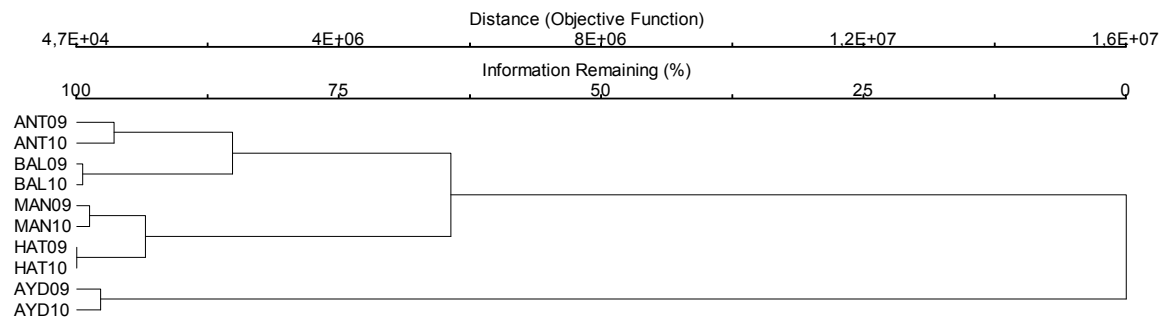 Distance (Objective Function)
4,7E+04 4E+06 8E+06 1,2E+07 1,6E+07
Information Remaining (%)
100 75 50 25 0
ANT09
ANT10
BAL09
BAL10
MAN09
MAN10
HAT09
HAT10
AYD09
AYD10